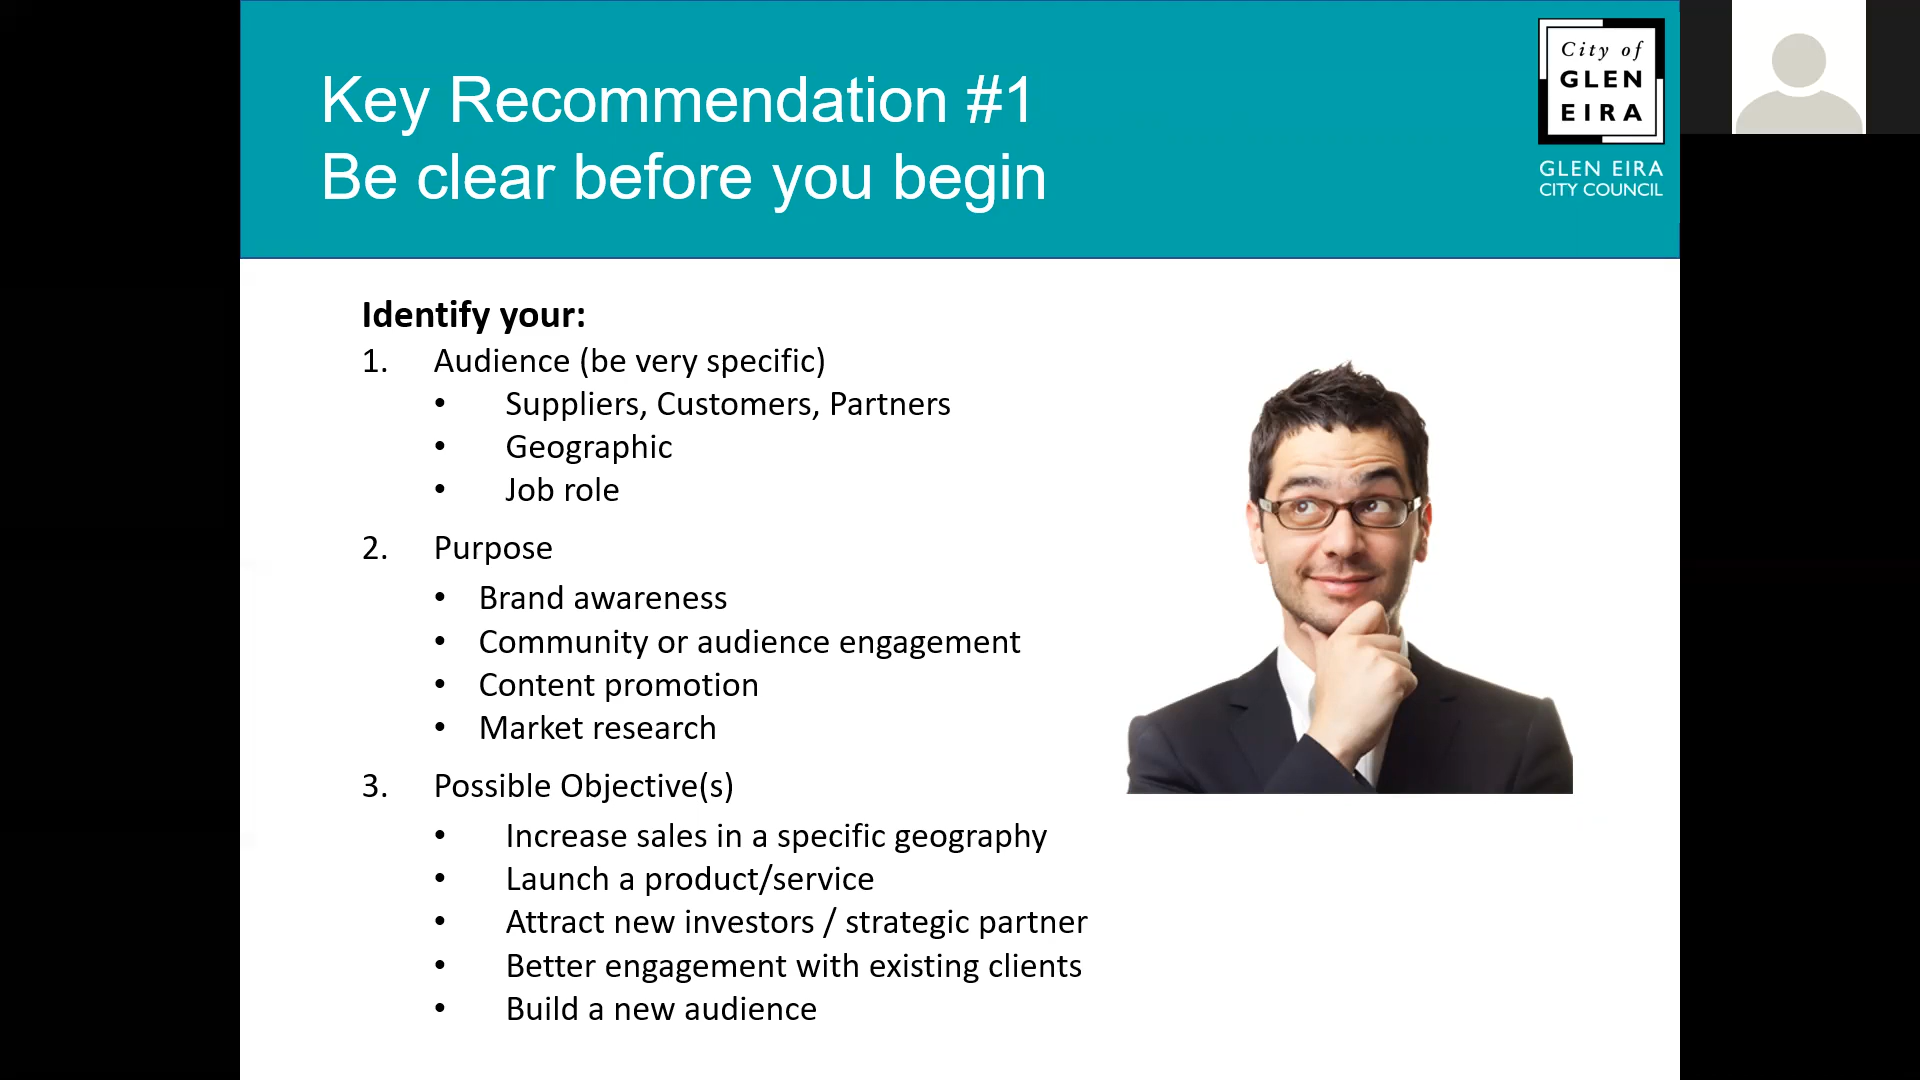 Key Recommendation #1
Be clear before you begin
City of
GLEN
EIRA
GLEN EIRA
CITY COUNCIL
Identify your:
1. Audience (be very specific)
• Suppliers, Customers, Partners
• Geographic
• Job role
2. Purpose
• Brand awareness
• Community or audience engagement
• Content promotion
• Market research
3. Possible Objective(s)
• Increase sales in a specific geography
• Launch a product/service
• Attract new investors / strategic partner
• Better engagement with existing clients
• Build a new audience